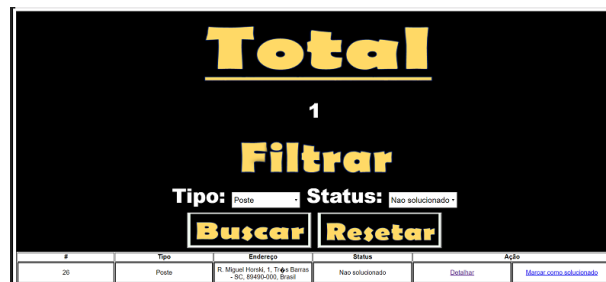 Total
1
Filtrar
Tipo: Poste Status: Nao solucionado
Buscar Resetar
# Tipo Endereço Status Ação
26 Poste R. Miguel Horski, 1, Tr�s Barras Nao solucionado Detalhar Marcar como solucionado
- SC, 89490-000, Brasil